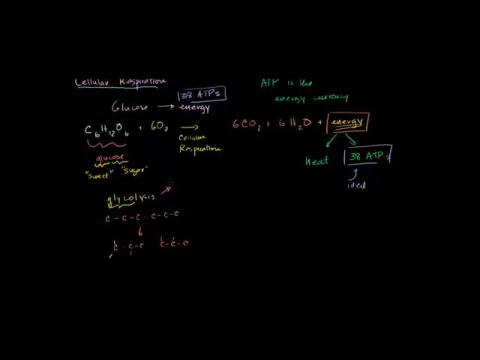 Cellular Respiration
38 ATPs
Glucose → energy
ATP is the
energy currency
C6H12O6 + 6O2 → 6CO2 + 6H2O + energy
Cellular
Respiration
glucose
"sweet" "sugar"
heat 38 ATPs
ideal
glycolysis
C-C-C-C-C-C
C-C-C C-C-C